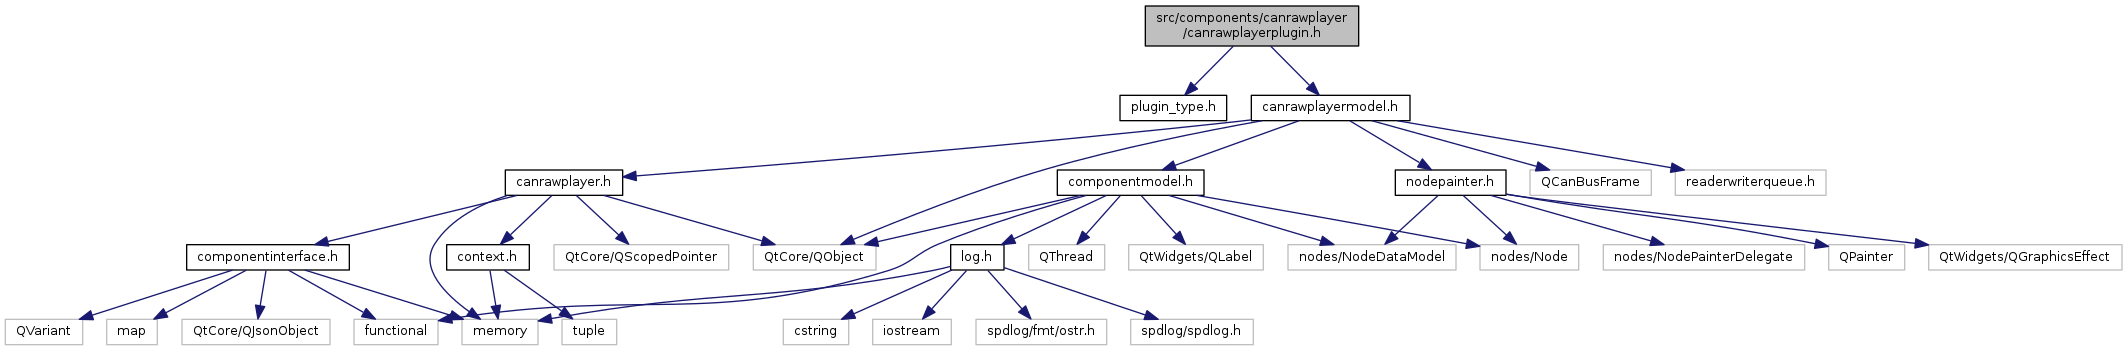 src/components/canrawplayer
/canrawplayerplugin.h
plugin_type.h
canrawplayermodel.h
canrawplayer.h
componentmodel.h
nodepainter.h
QCanBusFrame
readerwriterqueue.h
componentinterface.h
context.h
QtCore/QScopedPointer
QtCore/QObject
log.h
QThread
QtWidgets/QLabel
nodes/NodeDataModel
nodes/Node
nodes/NodePainterDelegate
QPainter
QtWidgets/QGraphicsEffect
QVariant
map
QtCore/QJsonObject
functional
memory
tuple
cstring
iostream
spdlog/fmt/ostr.h
spdlog/spdlog.h